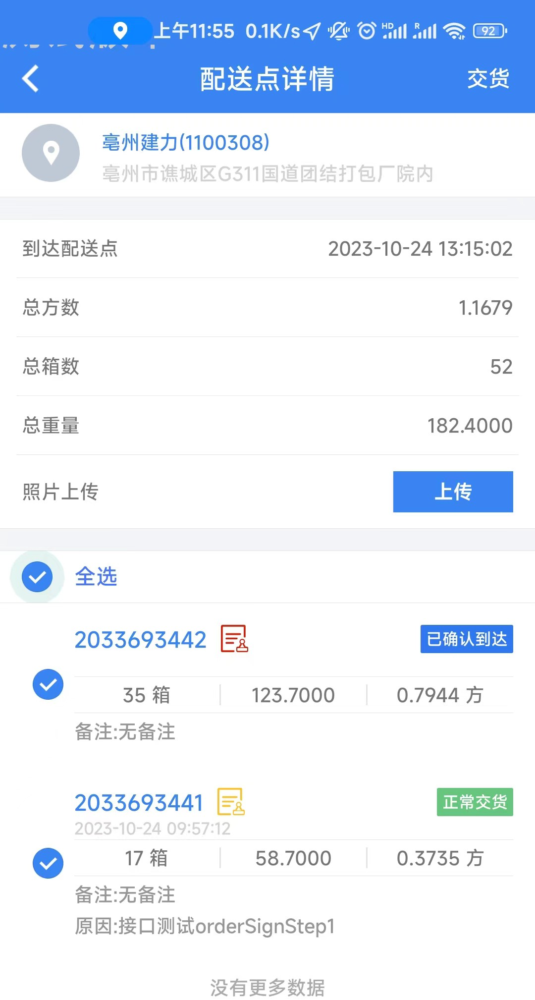 上午11:55 0.1K/s HD R 92
配送点详情 交货
亳州建力(1100308)
亳州市谯城区G311国道团结打包厂院内
到达配送点 2023-10-24 13:15:02
总方数 1.1679
总箱数 52
总重量 182.4000
照片上传 上传
全选
2033693442 已确认到达
35 箱 123.7000 0.7944 方
备注:无备注
2033693441 正常交货
2023-10-24 09:57:12
17 箱 58.7000 0.3735 方
备注:无备注
原因:接口测试orderSignStep1
没有更多数据